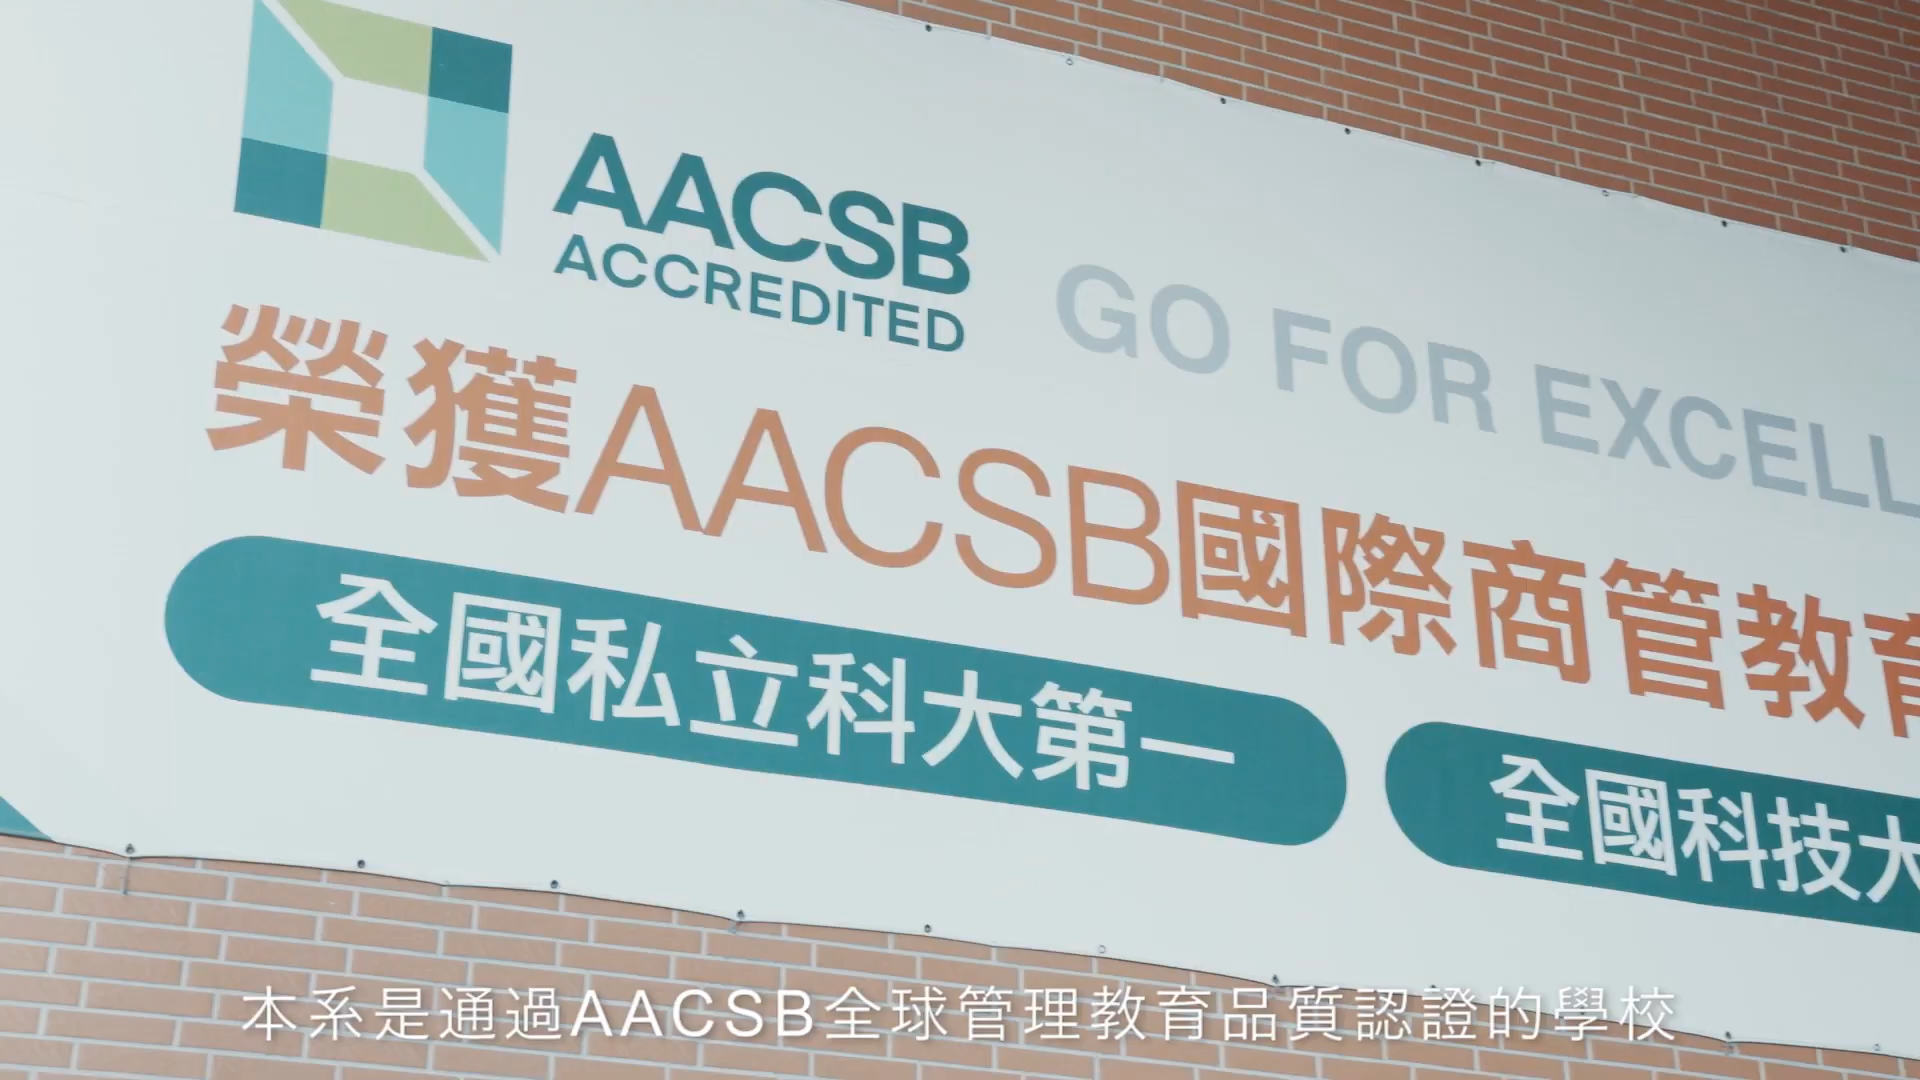 AACSB
ACCREDITED
GO FOR EXCELL
榮獲AACSB國際商管教育
全國私立科大第一
全國科技大
本系是通過AACSB全球管理教育品質認證的學校